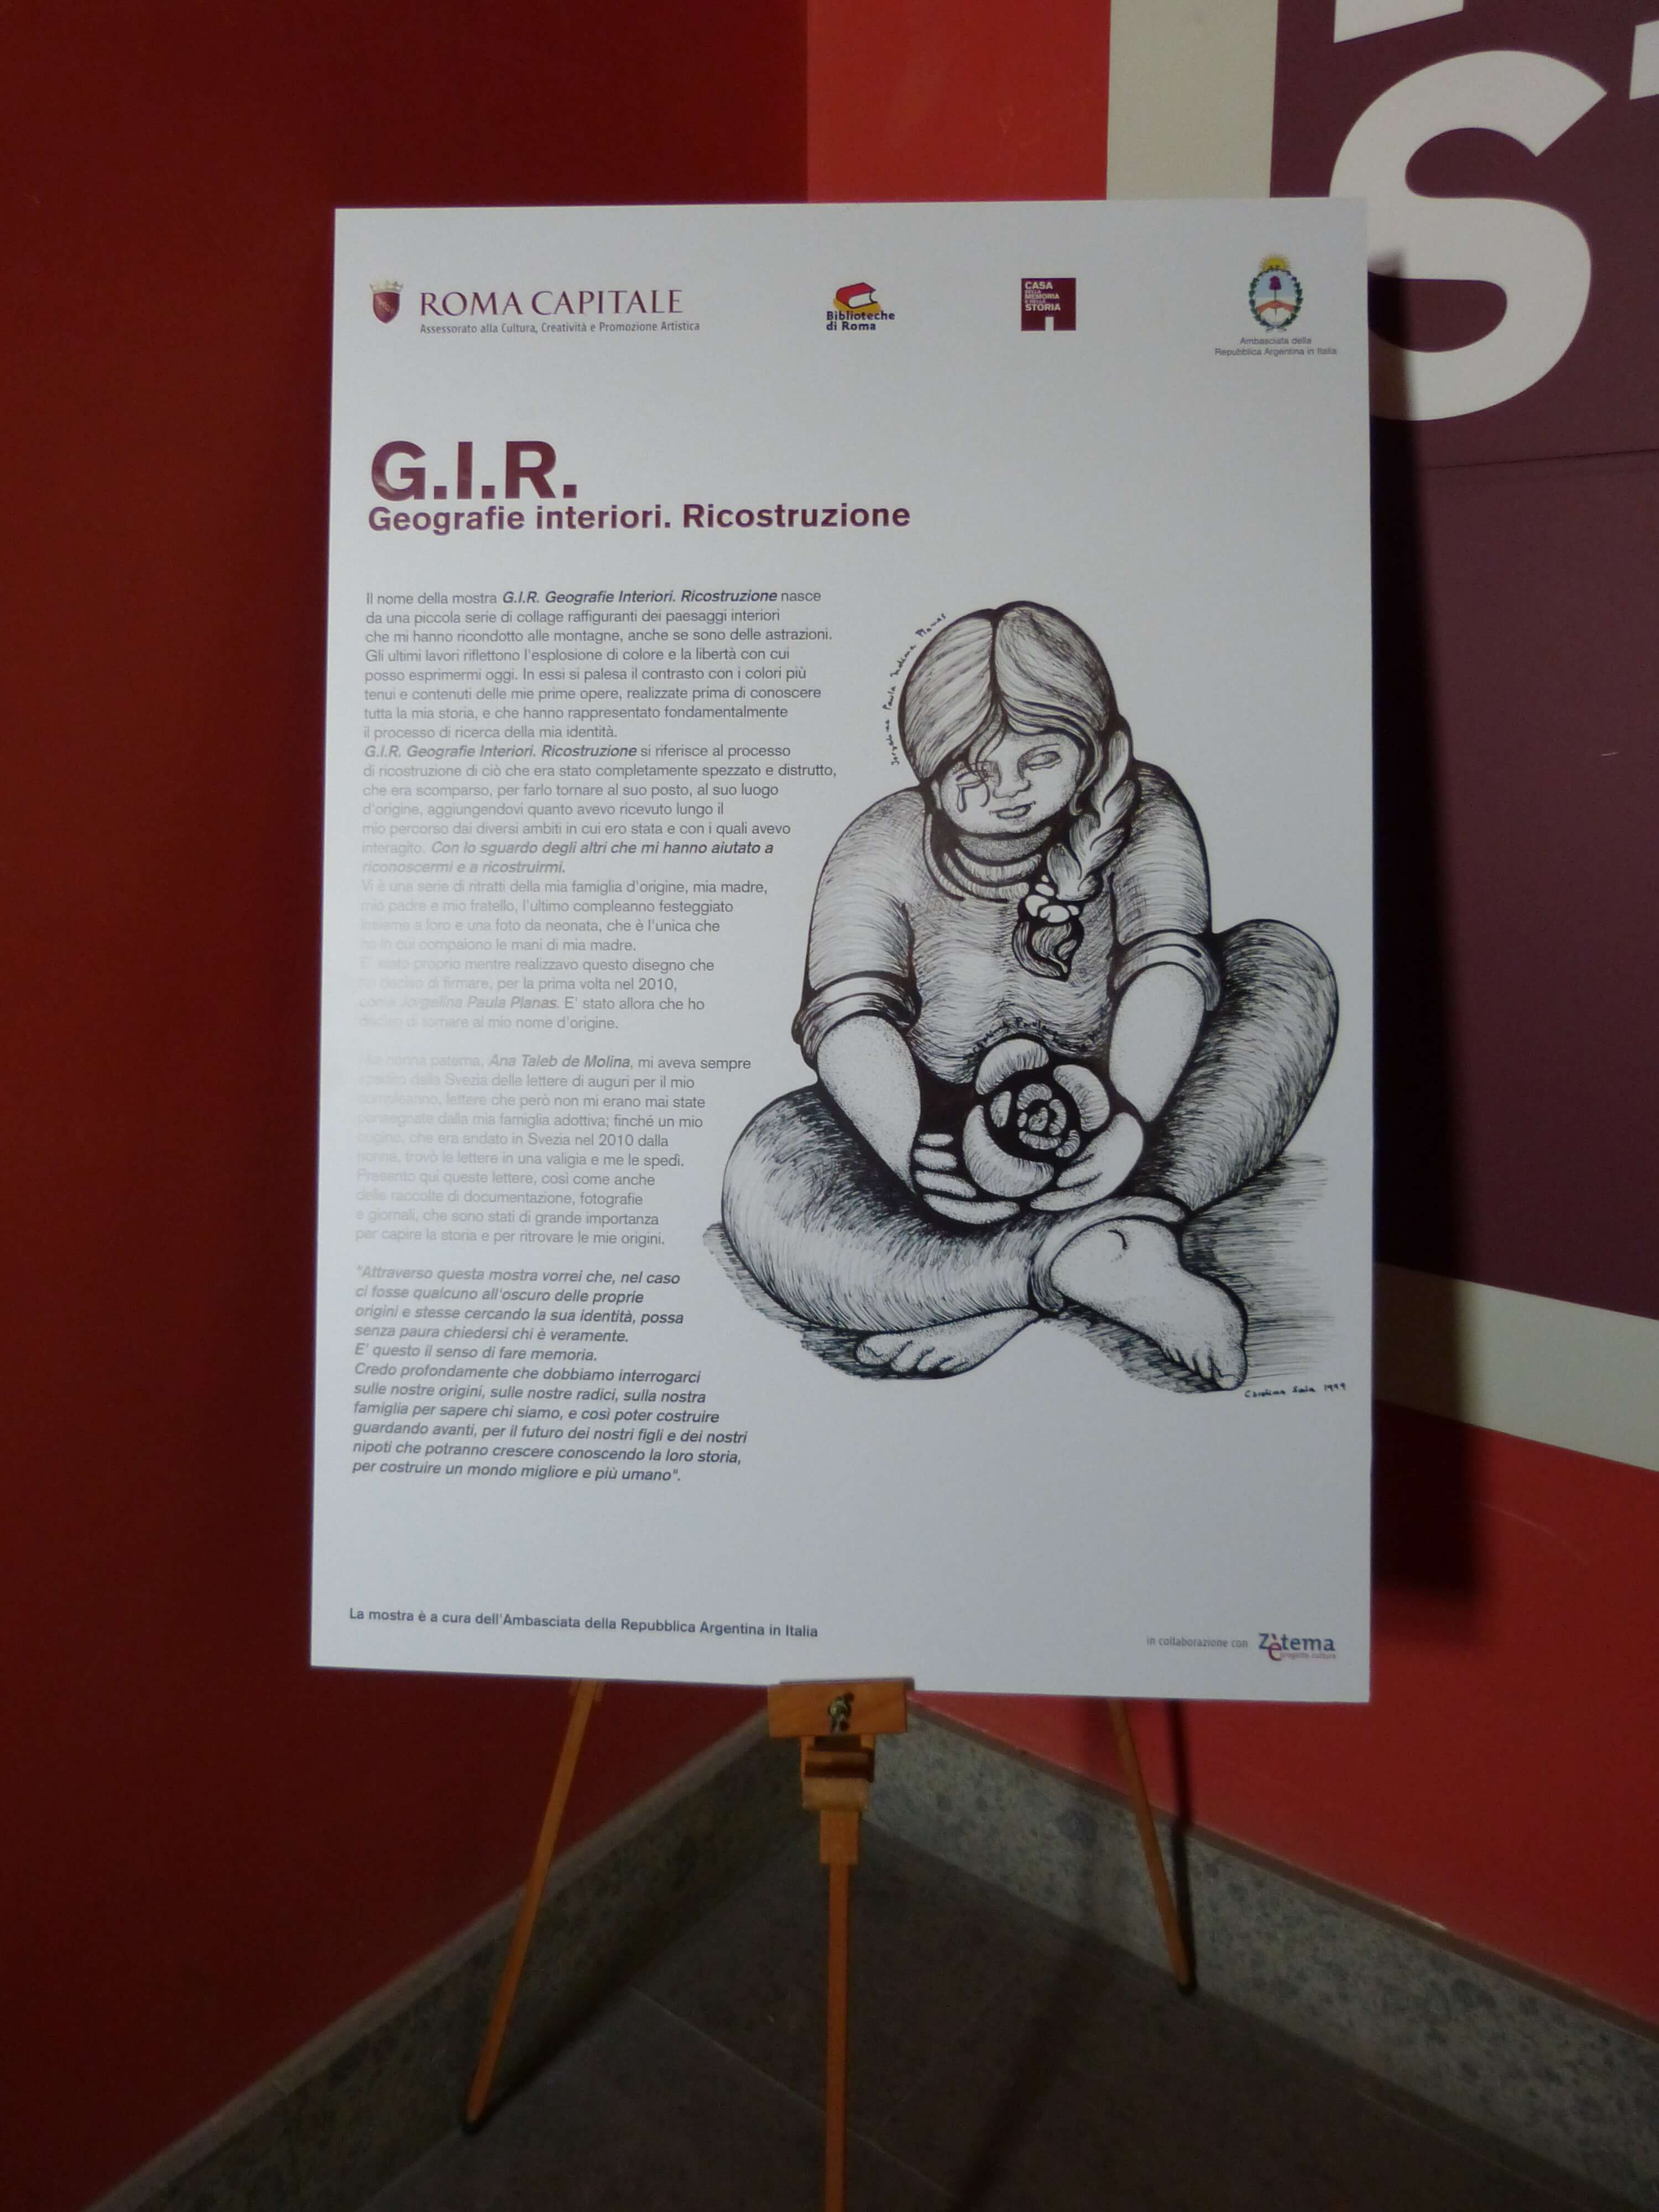 ROMA CAPITALE
Assessorato alla Cultura, Creatività e Promozione Artistica
Biblioteche
di Roma
CASA
DELLA
MEMORIA
E DELLA
STORIA
Ambasciata della
Repubblica Argentina in Italia
S
G.I.R.
Geografie interiori. Ricostruzione
Il nome della mostra G.I.R. Geografie Interiori. Ricostruzione nasce
da una piccola serie di collage raffiguranti dei paesaggi interiori
che mi hanno ricondotto alle montagne, anche se sono delle astrazioni.
Gli ultimi lavori riflettono l'esplosione di colore e la libertà con cui
posso esprimermi oggi. In essi si palesa il contrasto con i colori più
tenui e contenuti delle mie prime opere, realizzate prima di conoscere
tutta la mia storia, e che hanno rappresentato fondamentalmente
il processo di ricerca della mia identità.
G.I.R. Geografie Interiori. Ricostruzione si riferisce al processo
di ricostruzione di ciò che era stato completamente spezzato e distrutto,
che era scomparso, per farlo tornare al suo posto, al suo luogo
d'origine, aggiungendovi quanto avevo ricevuto lungo il
mio percorso dai diversi ambiti in cui ero stata e con i quali avevo
interagito. Con lo sguardo degli altri che mi hanno aiutato a
riconoscermi e a ricostruirmi.
Vi è una serie di ritratti della mia famiglia d'origine, mia madre,
mio padre e mio fratello, l'ultimo compleanno festeggiato
insieme a loro e una foto da neonata, che è l'unica che
ho in cui compaiono le mani di mia madre.
E' stato proprio mentre realizzavo questo disegno che
ho deciso di firmare, per la prima volta nel 2010,
come Jorgelina Paula Planas. E' stato allora che ho
deciso di tornare al mio nome d'origine.
Mia nonna paterna, Ana Taleb de Molina, mi aveva sempre
spedito dalla Svezia delle lettere di auguri per il mio
compleanno, lettere che però non mi erano mai state
consegnate dalla mia famiglia adottiva; finché un mio
cugino, che era andato in Svezia nel 2010 dalla
nonna, trovò le lettere in una valigia e me le spedì.
Presento qui queste lettere, così come anche
delle raccolte di documentazione, fotografie
e giornali, che sono stati di grande importanza
per capire la storia e per ritrovare le mie origini.
"Attraverso questa mostra vorrei che, nel caso
ci fosse qualcuno all'oscuro delle proprie
origini e stesse cercando la sua identità, possa
senza paura chiedersi chi è veramente.
E' questo il senso di fare memoria.
Credo profondamente che dobbiamo interrogarci
sulle nostre origini, sulle nostre radici, sulla nostra
famiglia per sapere chi siamo, e così poter costruire
guardando avanti, per il futuro dei nostri figli e dei nostri
nipoti che potranno crescere conoscendo la loro storia,
per costruire un mondo migliore e più umano".
Jorgelina Paula Molina Planas
Carolina Sala 1999
La mostra è a cura dell'Ambasciata della Repubblica Argentina in Italia
in collaborazione con Zètema
progetto cultura